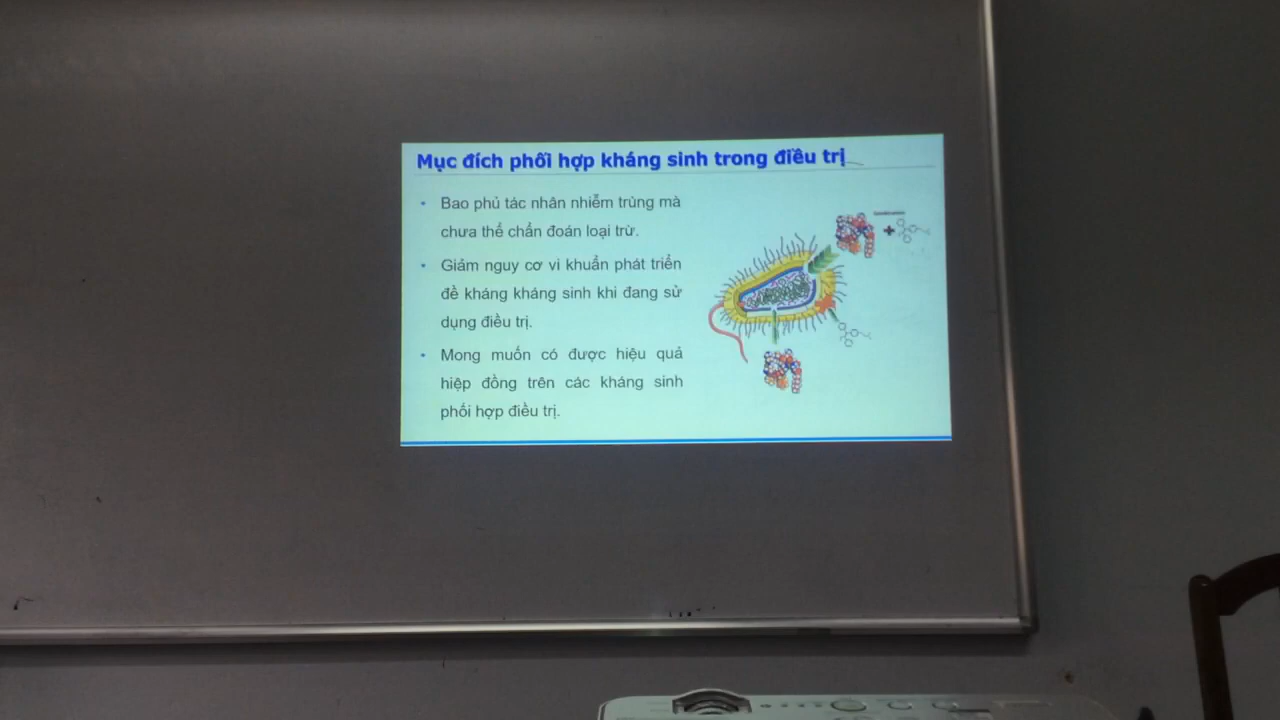 Mục đích phối hợp kháng sinh trong điều trị
• Bao phủ tác nhân nhiễm trùng mà
chưa thể chẩn đoán loại trừ.
• Giảm nguy cơ vi khuẩn phát triển
đề kháng kháng sinh khi đang sử
dụng điều trị.
• Mong muốn có được hiệu quả
hiệp đồng trên các kháng sinh
phối hợp điều trị.
+